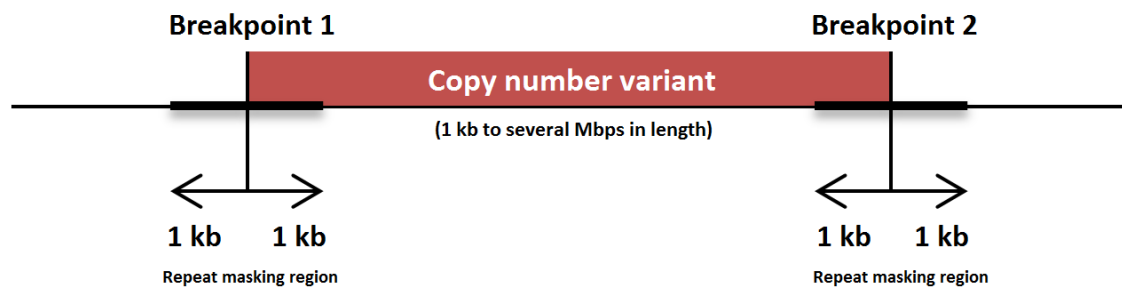 Breakpoint 1
Breakpoint 2
Copy number variant
(1 kb to several Mbps in length)
1 kb
1 kb
1 kb
1 kb
Repeat masking region
Repeat masking region